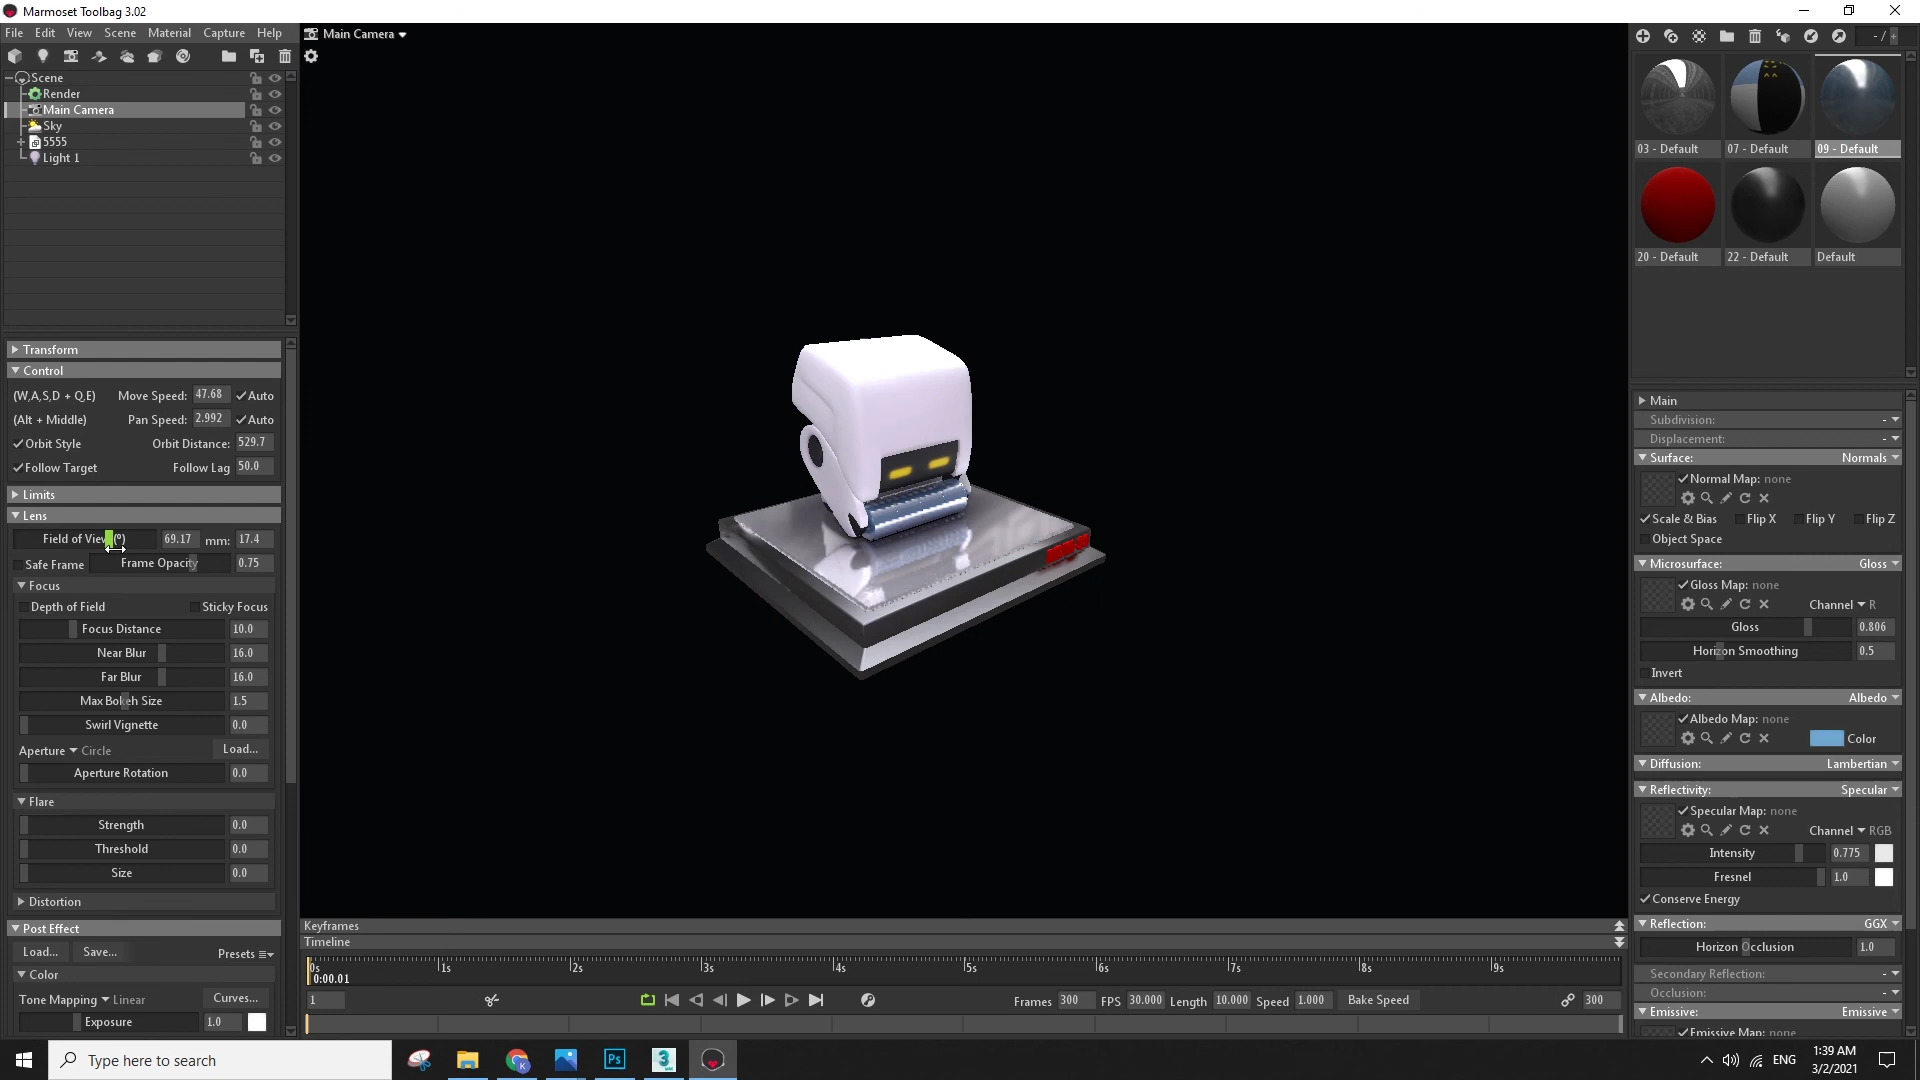 Marmoset Toolbag 3.02
File Edit View Scene Material Capture Help
Main Camera
- / +
Scene
Render
Main Camera
Sky
5555
Light 1
03 - Default 07 - Default 09 - Default
20 - Default 22 - Default Default
Transform
Control
(W,A,S,D + Q,E) Move Speed: 47.68 Auto
(Alt + Middle) Pan Speed: 2.992 Auto
Orbit Style Orbit Distance: 529.7
Follow Target Follow Lag 50.0
Limits
Lens
Field of View (º) 69.17 mm: 17.4
Safe Frame Frame Opacity 0.75
Focus
Depth of Field Sticky Focus
Focus Distance 10.0
Near Blur 16.0
Far Blur 16.0
Max Bokeh Size 1.5
Swirl Vignette 0.0
Aperture Circle Load...
Aperture Rotation 0.0
Flare
Strength 0.0
Threshold 0.0
Size 0.0
Distortion
Post Effect
Load... Save... Presets
Color
Tone Mapping Linear Curves...
Exposure 1.0
Main
Subdivision: -
Displacement: -
Surface: Normals
Normal Map: none
Scale & Bias Flip X Flip Y Flip Z
Object Space
Microsurface: Gloss
Gloss Map: none
Channel R
Gloss 0.806
Horizon Smoothing 0.5
Invert
Albedo: Albedo
Albedo Map: none
Color
Diffusion: Lambertian
Reflectivity: Specular
Specular Map: none
Channel RGB
Intensity 0.775
Fresnel 1.0
Conserve Energy
Reflection: GGX
Horizon Occlusion 1.0
Secondary Reflection: -
Occlusion: -
Emissive: Emissive
Emissive Map: none
Keyframes
Timeline
0s 1s 2s 3s 4s 5s 6s 7s 8s 9s
0:00.01
1 Frames 300 FPS 30.000 Length 10.000 Speed 1.000 Bake Speed 300
Type here to search
Ps
3
ENG
1:39 AM
3/2/2021